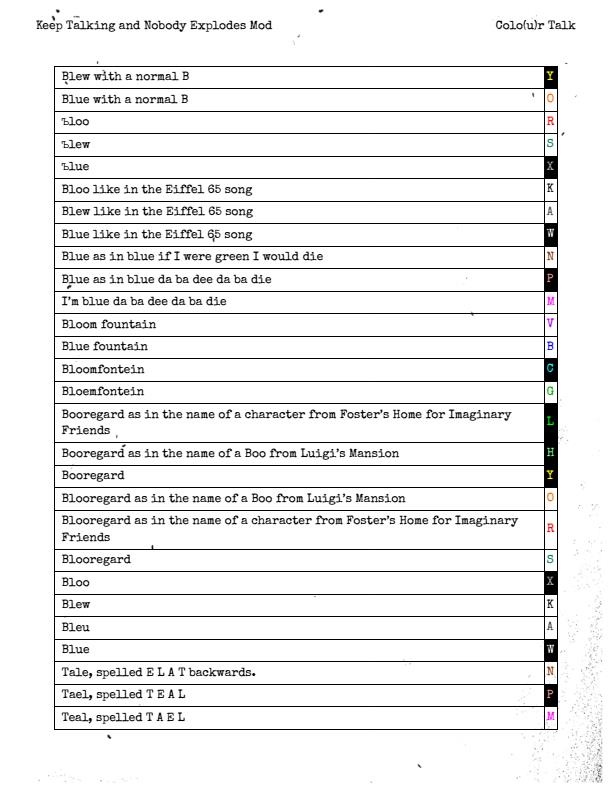 Keep Talking and Nobody Explodes Mod Colo(u)r Talk
Blew with a normal B Y
Blue with a normal B O
Ъloo R
Ъlew S
Ъlue X
Bloo like in the Eiffel 65 song K
Blew like in the Eiffel 65 song A
Blue like in the Eiffel 65 song W
Blue as in blue if I were green I would die N
Blue as in blue da ba dee da ba die P
I'm blue da ba dee da ba die M
Bloom fountain V
Blue fountain B
Bloomfontein C
Bloemfontein G
Booregard as in the name of a character from Foster's Home for Imaginary
Friends L
Booregard as in the name of a Boo from Luigi's Mansion H
Booregard Y
Blooregard as in the name of a Boo from Luigi's Mansion O
Blooregard as in the name of a character from Foster's Home for Imaginary
Friends R
Blooregard S
Bloo X
Blew K
Bleu A
Blue W
Tale, spelled E L A T backwards. N
Tael, spelled T E A L P
Teal, spelled T A E L M